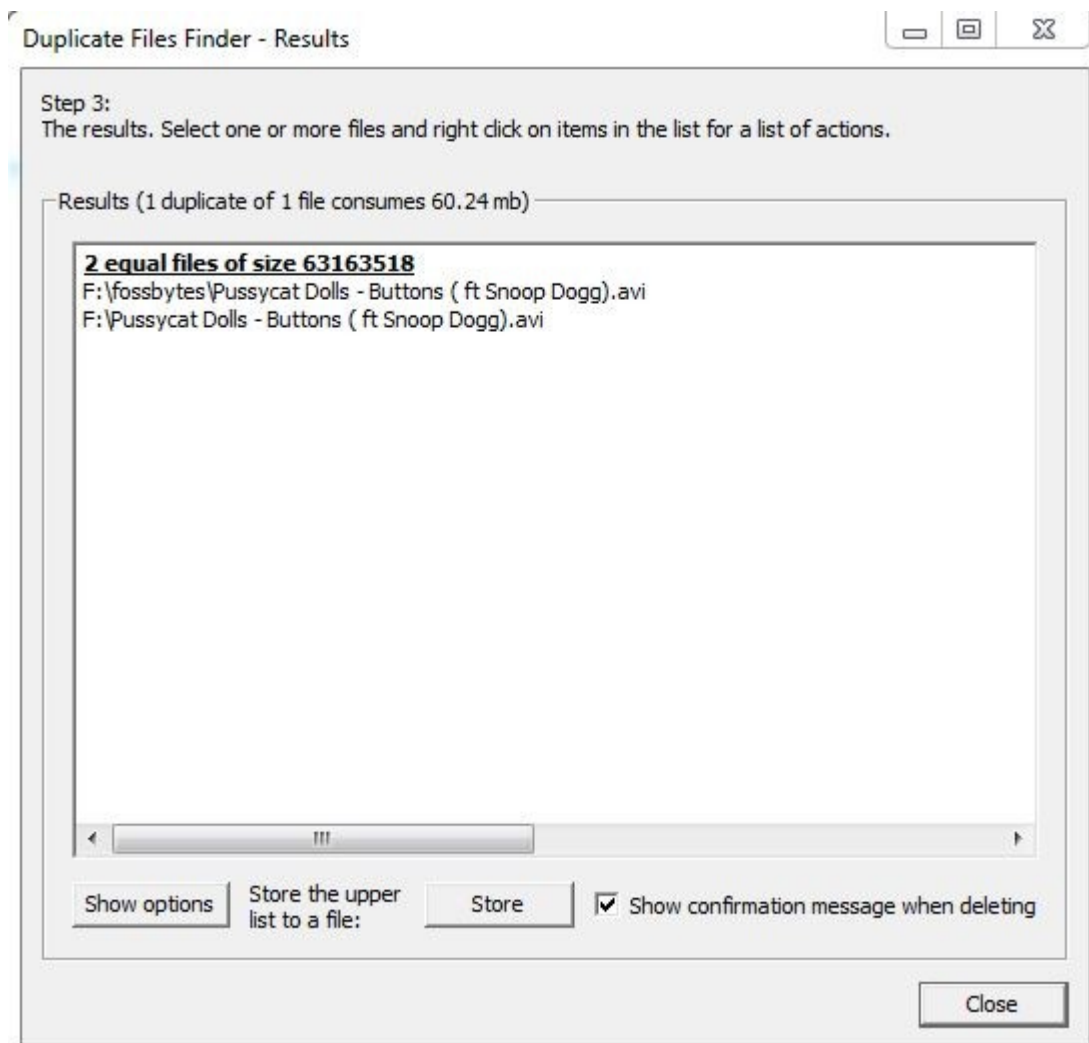 Duplicate Files Finder - Results
Step 3:
The results. Select one or more files and right click on items in the list for a list of actions.
Results (1 duplicate of 1 file consumes 60.24 mb)
2 equal files of size 63163518
F:\fossbytes\Pussycat Dolls - Buttons ( ft Snoop Dogg).avi
F:\Pussycat Dolls - Buttons ( ft Snoop Dogg).avi
Show options
Store the upper
list to a file:
Store
Show confirmation message when deleting
Close